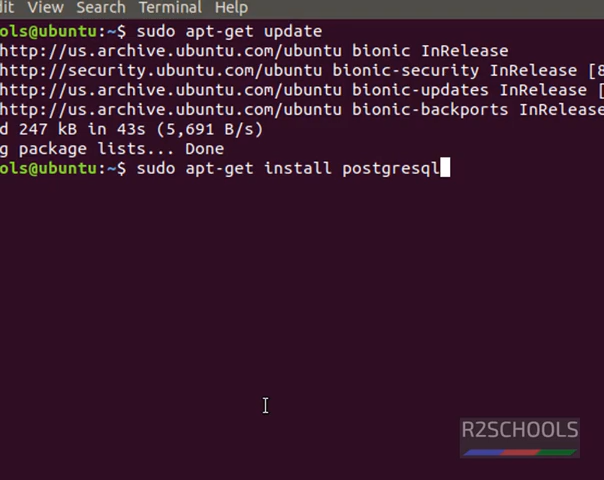 dit View Search Terminal Help
ols@ubuntu:~$ sudo apt-get update
http://us.archive.ubuntu.com/ubuntu bionic InRelease
http://security.ubuntu.com/ubuntu bionic-security InRelease [8
http://us.archive.ubuntu.com/ubuntu bionic-updates InRelease [
http://us.archive.ubuntu.com/ubuntu bionic-backports InRelease
d 247 kB in 43s (5,691 B/s)
g package lists... Done
ols@ubuntu:~$ sudo apt-get install postgresql
R2SCHOOLS